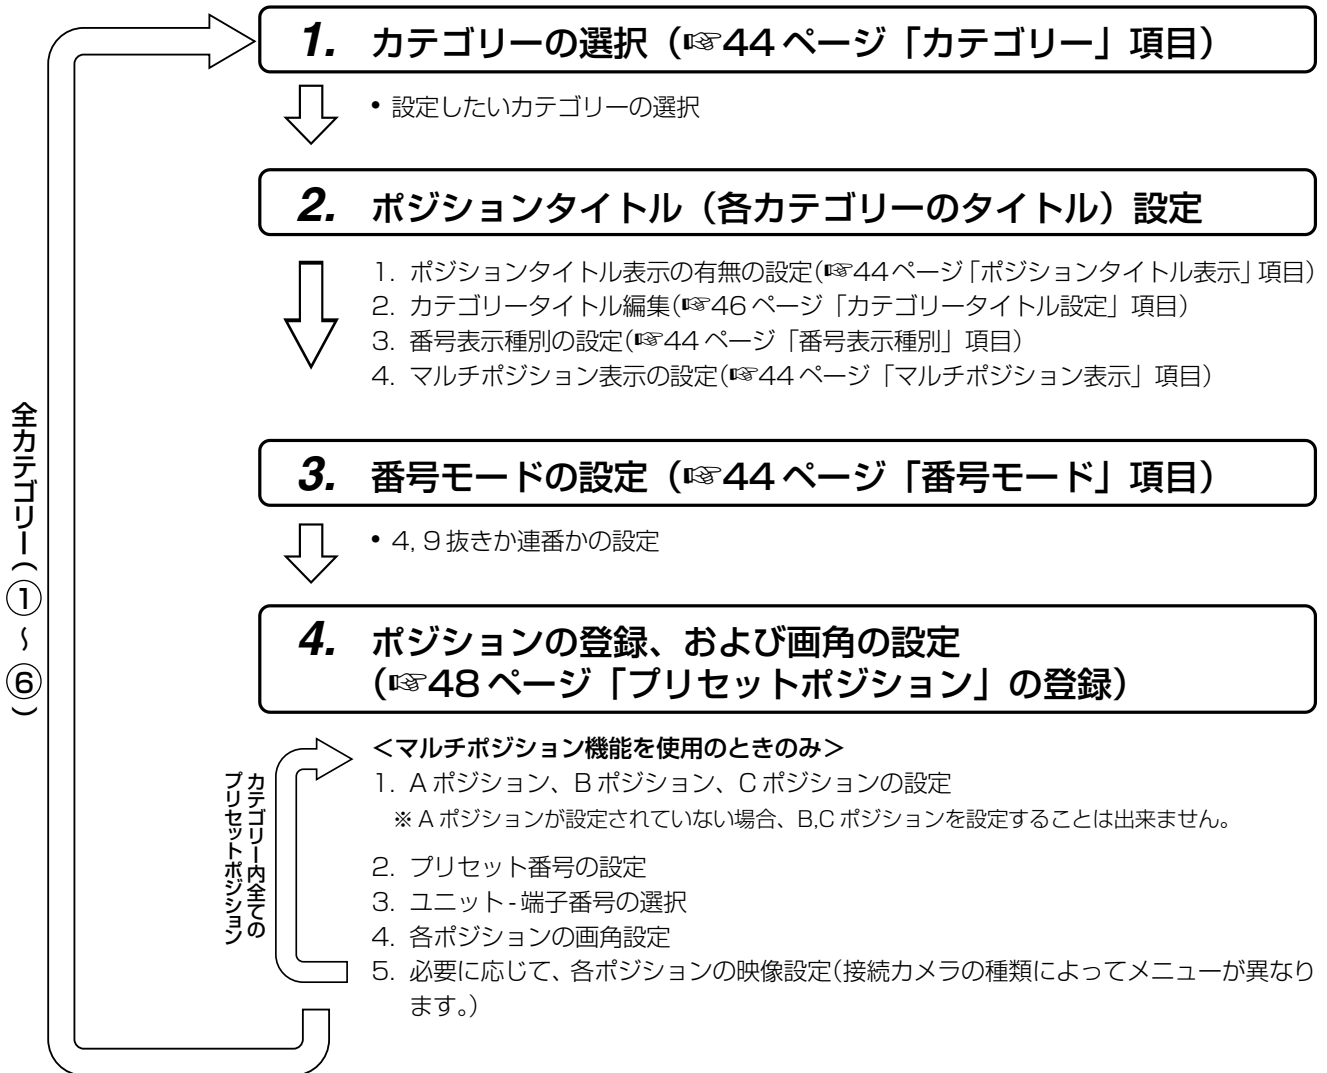 1. カテゴリーの選択（☞44 ページ「カテゴリー」項目）
• 設定したいカテゴリーの選択
2. ポジションタイトル（各カテゴリーのタイトル）設定
1. ポジションタイトル表示の有無の設定(☞44ページ「ポジションタイトル表示」項目)
2. カテゴリータイトル編集(☞46 ページ「カテゴリータイトル設定」項目)
3. 番号表示種別の設定(☞44 ページ「番号表示種別」項目)
4. マルチポジション表示の設定(☞44 ページ「マルチポジション表示」項目)
3. 番号モードの設定（☞44 ページ「番号モード」項目）
• 4, 9 抜きか連番かの設定
4. ポジションの登録、および画角の設定
（☞48 ページ「プリセットポジション」の登録）
＜マルチポジション機能を使用のときのみ＞
1. A ポジション、B ポジション、C ポジションの設定
※ A ポジションが設定されていない場合、B,C ポジションを設定することは出来ません。
2. プリセット番号の設定
3. ユニット - 端子番号の選択
4. 各ポジションの画角設定
5. 必要に応じて、各ポジションの映像設定(接続カメラの種類によってメニューが異なり
ます。)
カテゴリー内全ての
プリセットポジション
全カテゴリー(①～⑥)